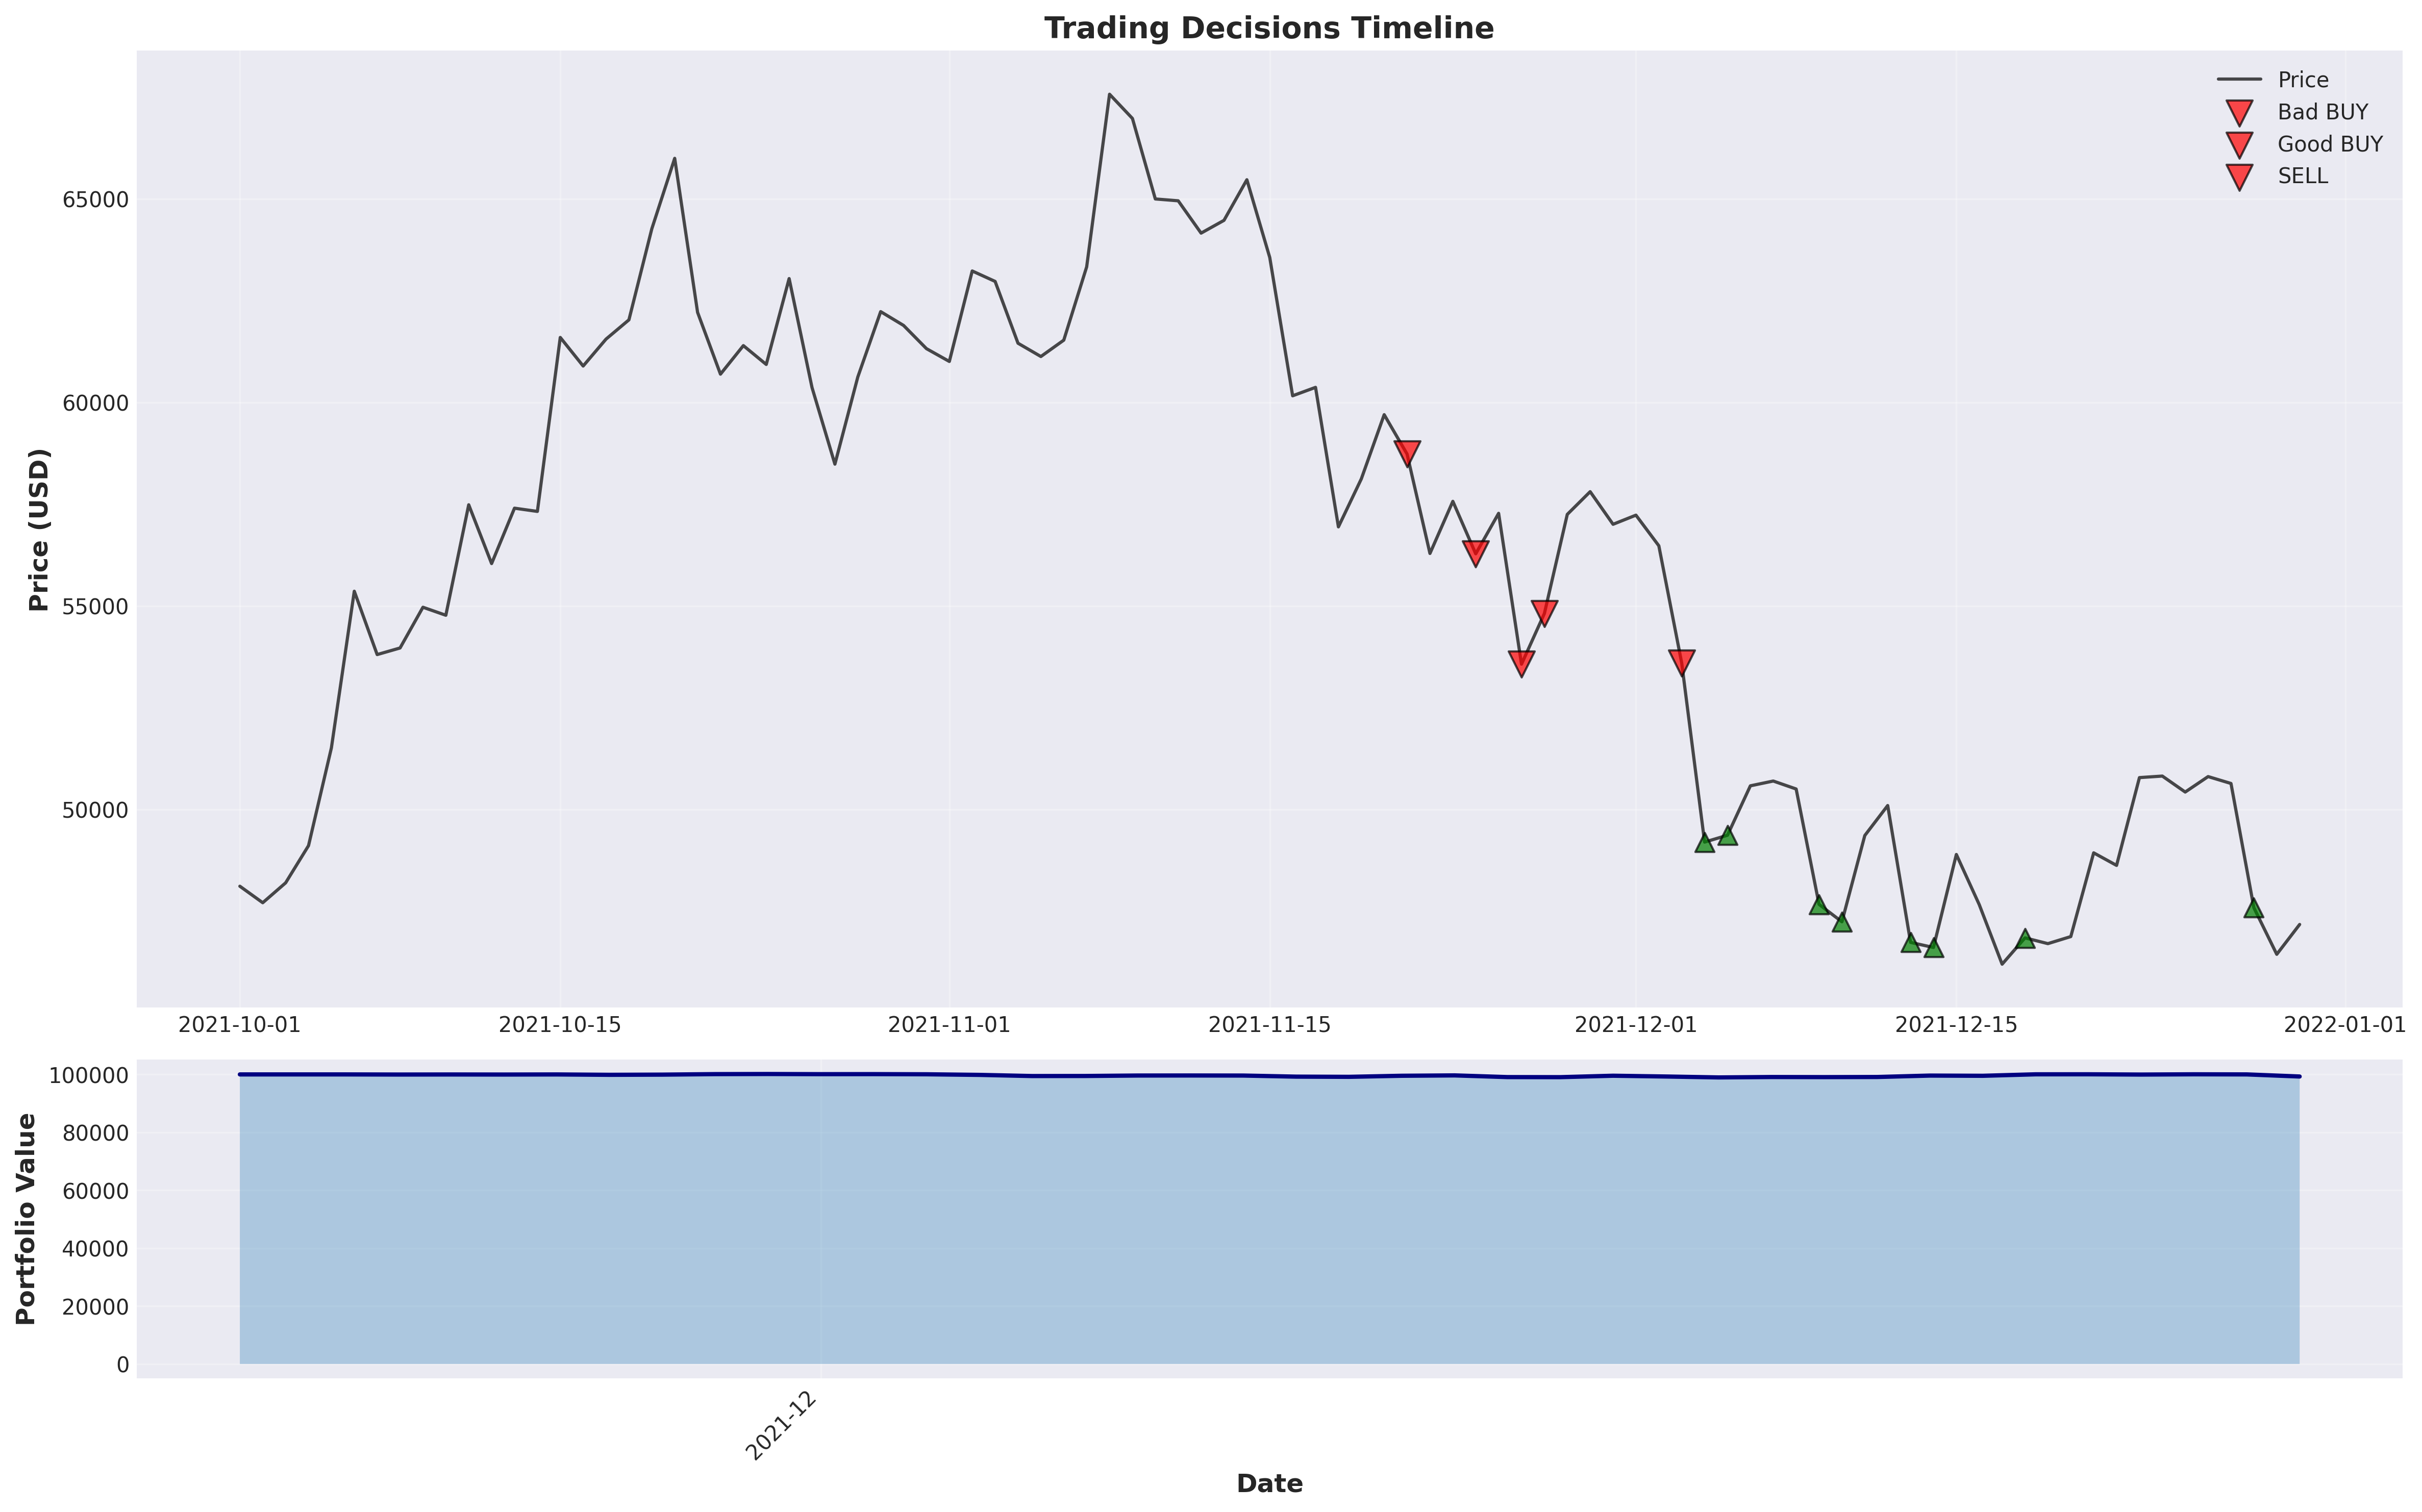 Trading Decisions Timeline
Price
Bad BUY
Good BUY
SELL
Price (USD)
65000
60000
55000
50000
2021-10-01
2021-10-15
2021-11-01
2021-11-15
2021-12-01
2021-12-15
2022-01-01
Portfolio Value
100000
80000
60000
40000
20000
0
2021-12
Date